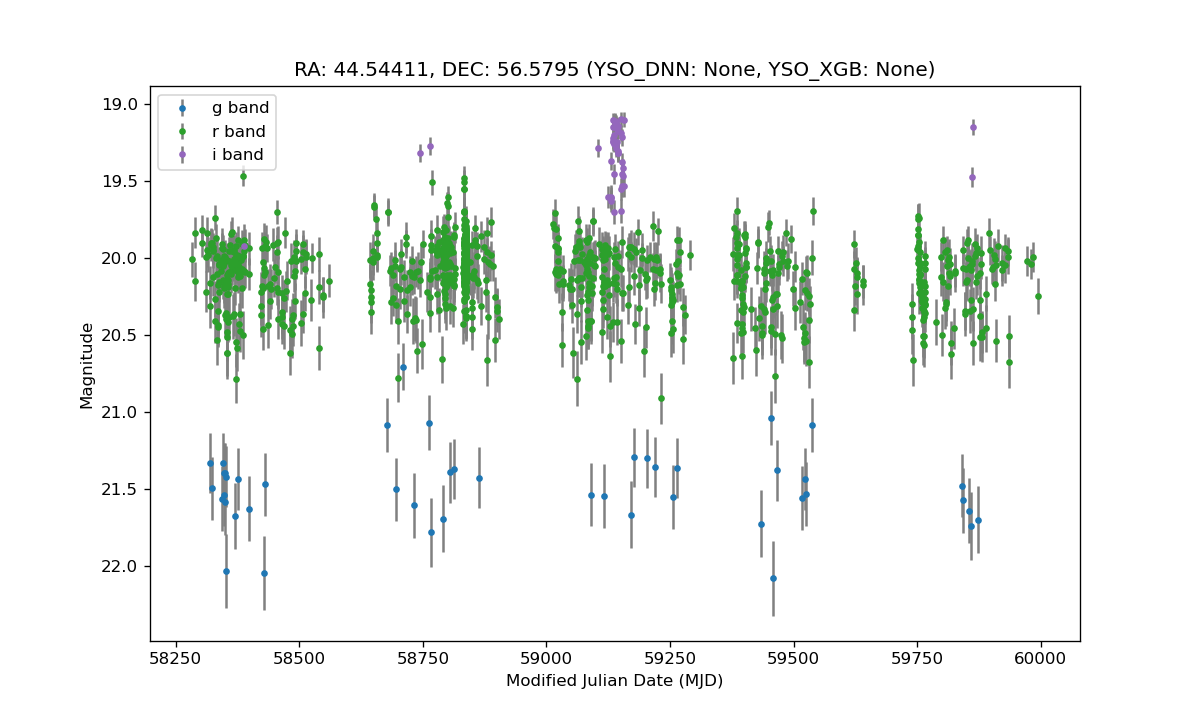 RA: 44.54411, DEC: 56.5795 (YSO_DNN: None, YSO_XGB: None)
g band
r band
i band
19.0
19.5
20.0
20.5
21.0
21.5
22.0
Magnitude
58250 58500 58750 59000 59250 59500 59750 60000
Modified Julian Date (MJD)